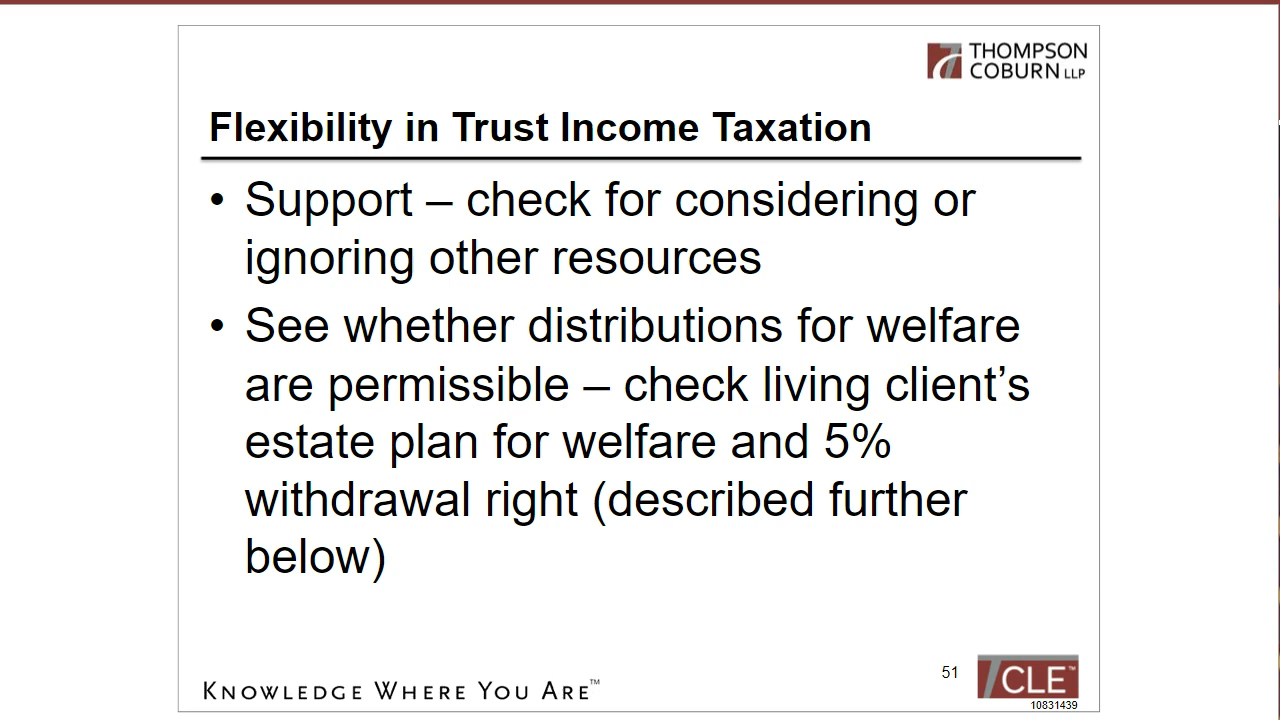 THOMPSON
COBURN LLP
Flexibility in Trust Income Taxation
• Support – check for considering or
ignoring other resources
• See whether distributions for welfare
are permissible – check living client’s
estate plan for welfare and 5%
withdrawal right (described further
below)
KNOWLEDGE WHERE YOU ARE™
51
TCLE™
10831439